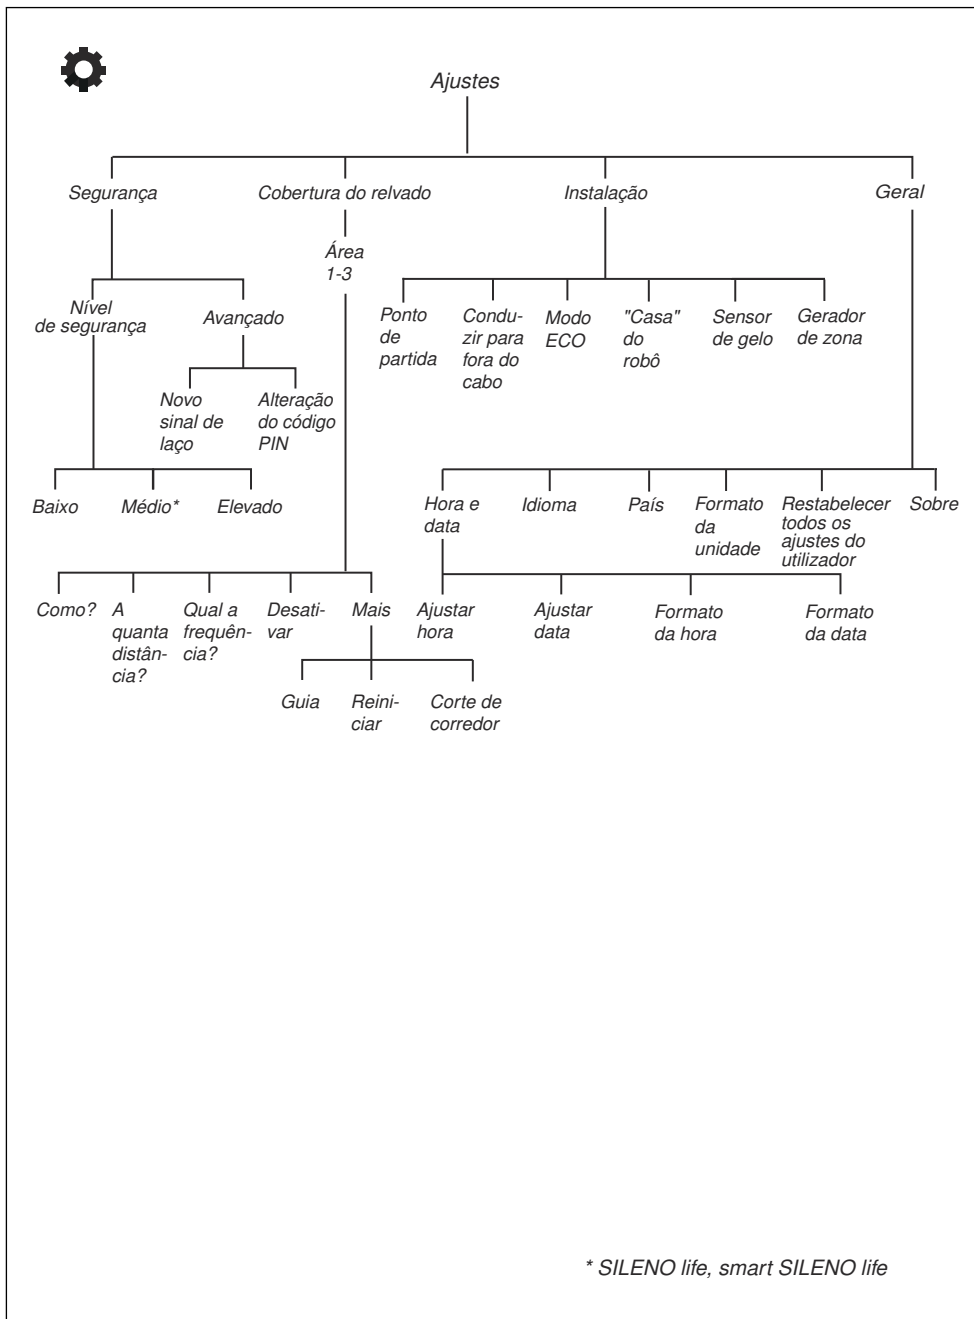 Ajustes
Segurança
Cobertura do relvado
Instalação
Geral
Área
1-3
Nível
de segurança
Avançado
Ponto
de
partida
Condu-
zir para
fora do
cabo
Modo
ECO
"Casa"
do
robô
Sensor
de gelo
Gerador
de zona
Novo
sinal de
laço
Alteração
do código
PIN
Baixo
Médio*
Elevado
Hora e
data
Idioma
País
Formato
da
unidade
Restabelecer
todos os
ajustes do
utilizador
Sobre
Como?
A
quanta
distân-
cia?
Qual a
frequên-
cia?
Desati-
var
Mais
Ajustar
hora
Ajustar
data
Formato
da hora
Formato
da data
Guia
Reini-
ciar
Corte de
corredor
* SILENO life, smart SILENO life